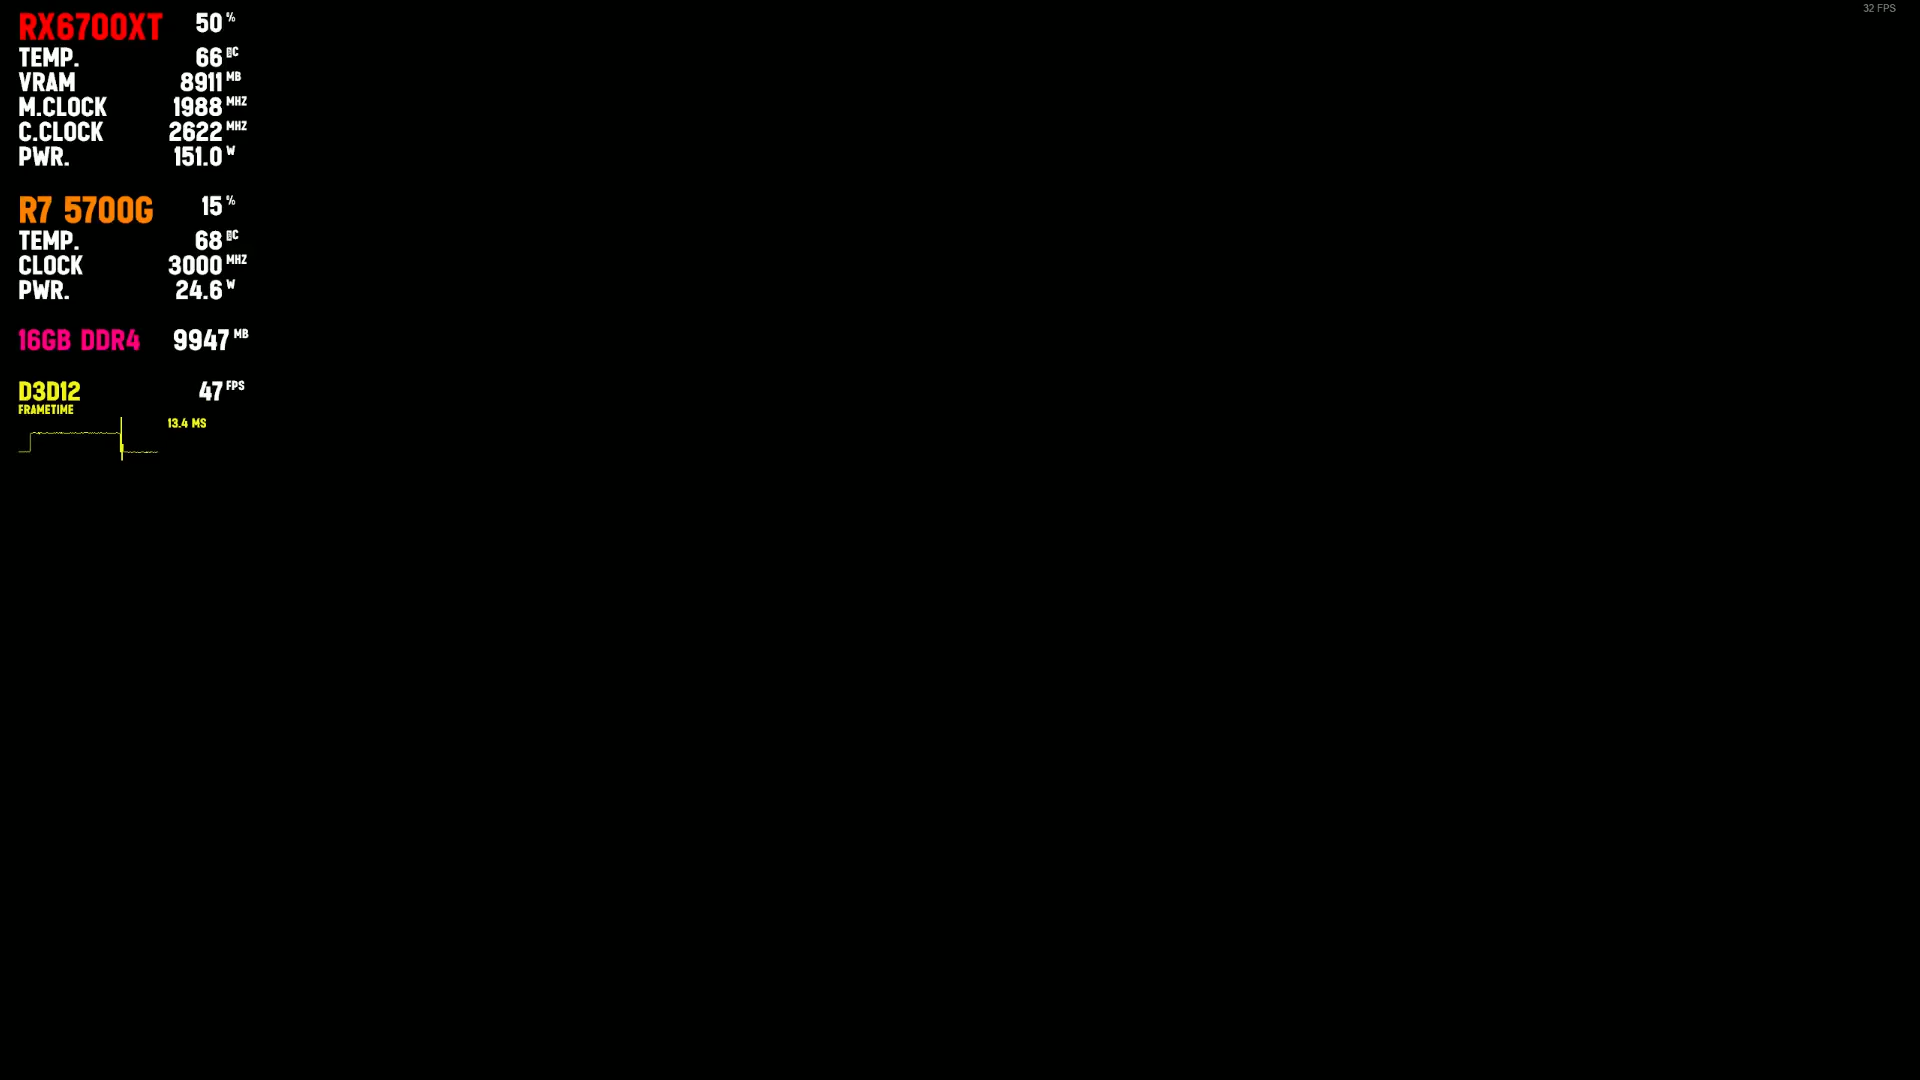 RX6700XT 50 % 32 FPS
TEMP. 66 °C
VRAM 8911 MB
M.CLOCK 1988 MHZ
C.CLOCK 2622 MHZ
PWR. 151.0 W
R7 5700G 15 %
TEMP. 68 °C
CLOCK 3000 MHZ
PWR. 24.6 W
16GB DDR4 9947 MB
D3D12 47 FPS
FRAMETIME
13.4 MS